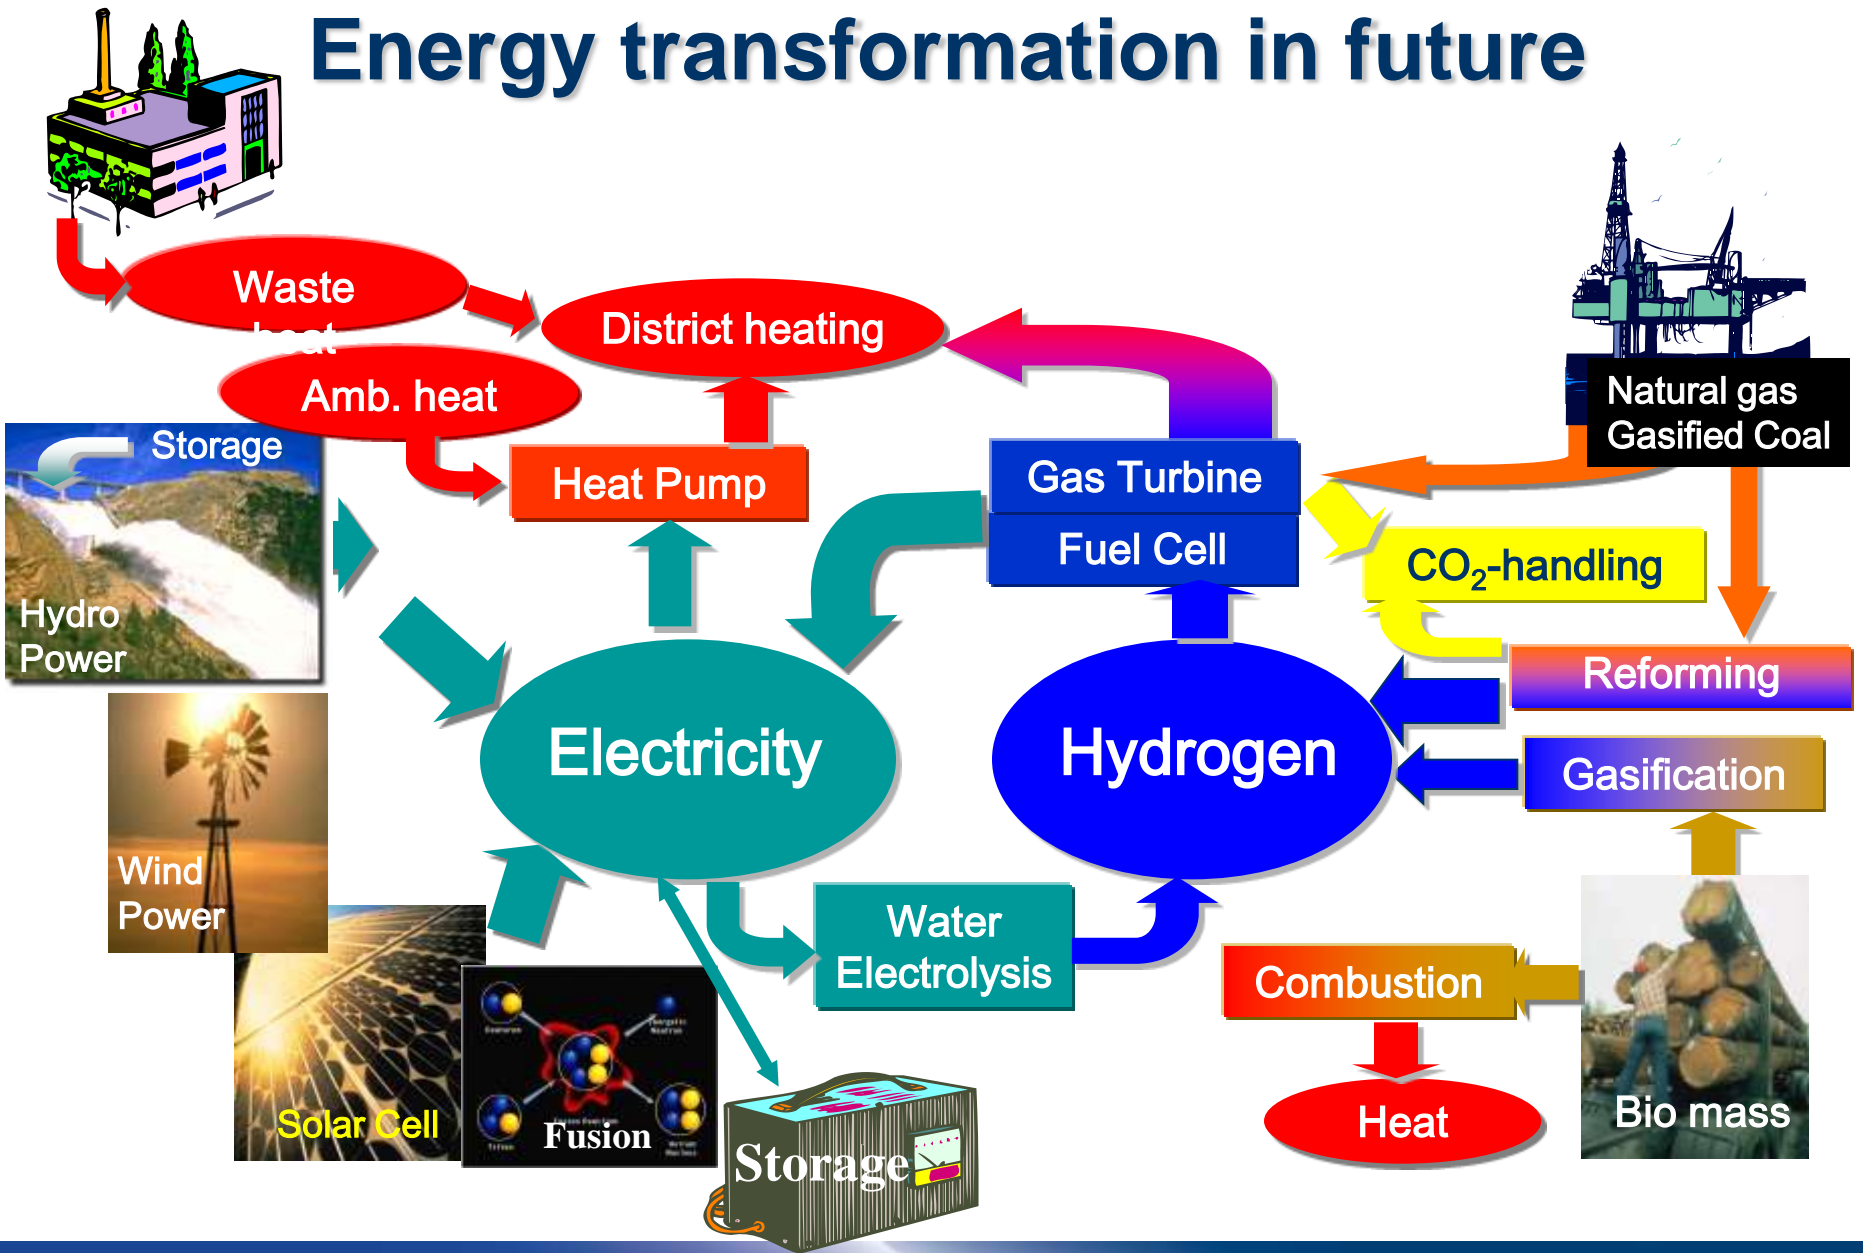 Energy transformation in future
Waste
heat
District heating
Amb. heat
Natural gas
Gasified Coal
Storage
Heat Pump
Gas Turbine
Fuel Cell
CO₂-handling
Hydro
Power
Reforming
Electricity
Hydrogen
Gasification
Wind
Power
Water
Electrolysis
Combustion
Solar Cell
Fusion
Heat
Bio mass
Storage